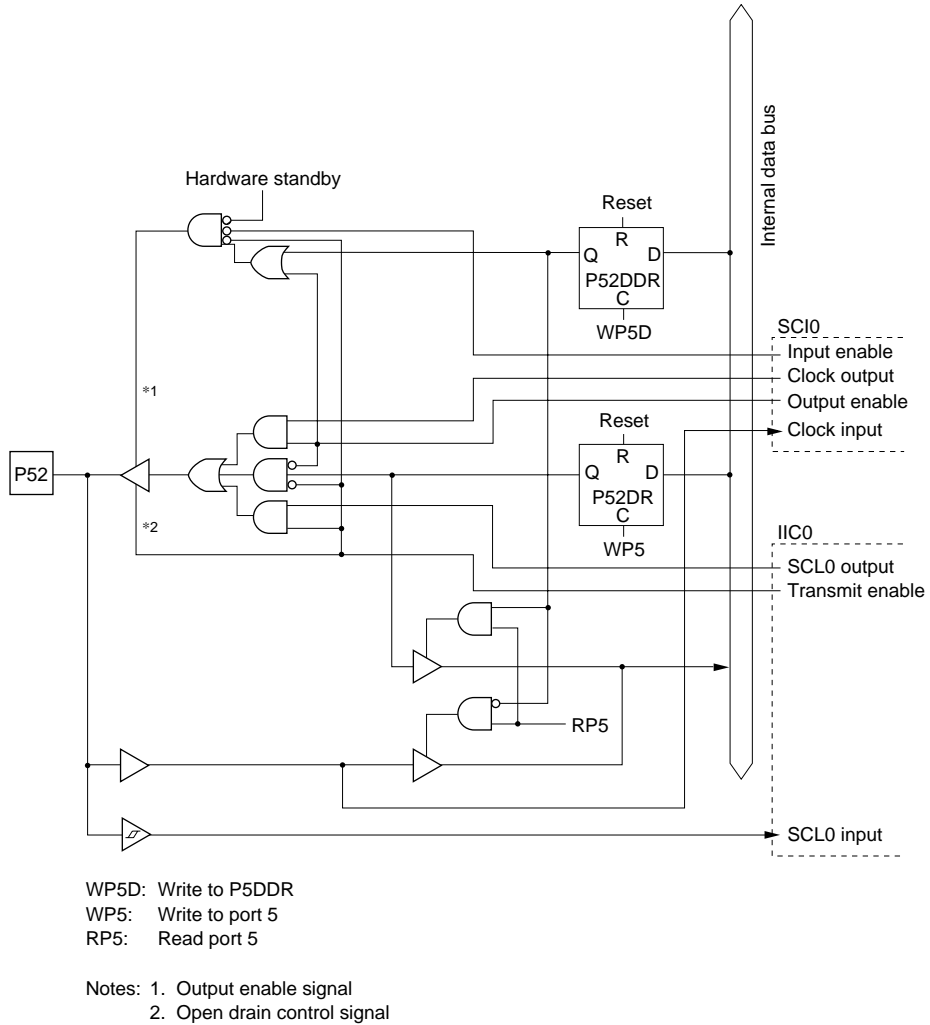 Hardware standby
Internal data bus
Reset
R
Q D
P52DDR
C
WP5D
SCI0
Input enable
Clock output
Output enable
Clock input
*1
Reset
R
Q D
P52DR
C
WP5
P52
*2
IIC0
SCL0 output
Transmit enable
RP5
SCL0 input
WP5D: Write to P5DDR
WP5: Write to port 5
RP5: Read port 5
Notes: 1. Output enable signal
2. Open drain control signal